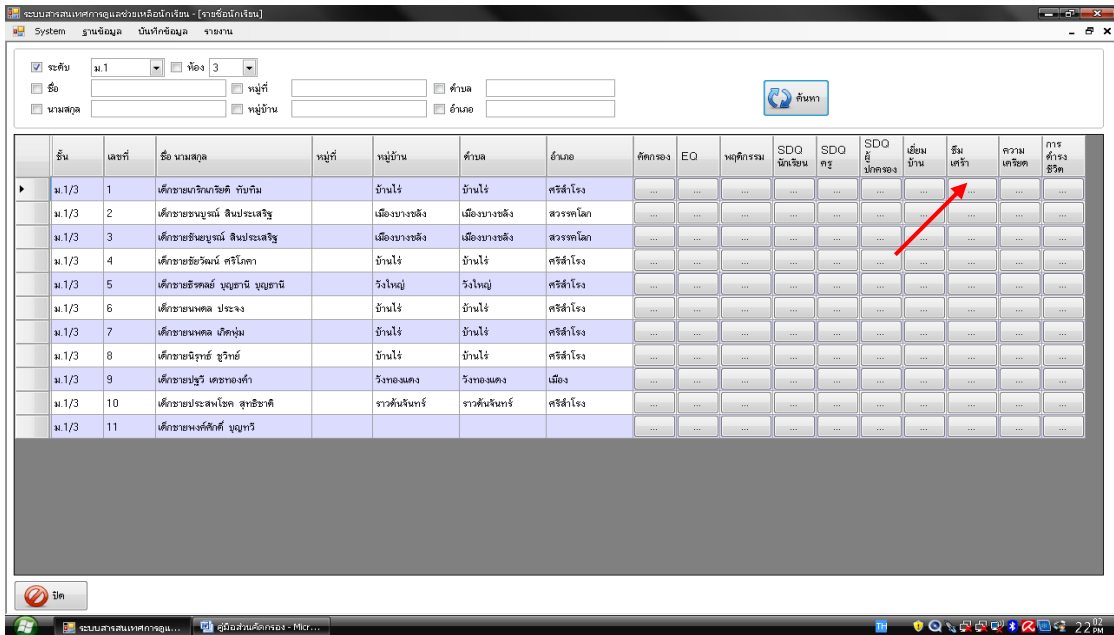 ระบบสารสนเทศการดูแลช่วยเหลือนักเรียน - [รายชื่อนักเรียน]
System ฐานข้อมูล บันทึกข้อมูล รายงาน
ระดับ ม.1 ห้อง 3
ชื่อ หมู่ที่ ตำบล
นามสกุล หมู่บ้าน อำเภอ
ค้นหา
ชั้น เลขที่ ชื่อ นามสกุล หมู่ที่ หมู่บ้าน ตำบล อำเภอ คัดกรอง EQ พฤติกรรม SDQ นักเรียน SDQ ครู SDQ ผู้ปกครอง เยี่ยมบ้าน ซึมเศร้า ความเครียด การดำรงชีวิต
ม.1/3 1 เด็กชายเกริกเกรียติ ทับทิม บ้านไร่ บ้านไร่ ศรีสำโรง ... ... ... ... ... ... ... ... ... ...
ม.1/3 2 เด็กชายชนบูรณ์ สินประเสริฐ เมืองบางขลัง เมืองบางขลัง สวรรคโลก ... ... ... ... ... ... ... ... ... ...
ม.1/3 3 เด็กชายชันยบูรณ์ สินประเสริฐ เมืองบางขลัง เมืองบางขลัง สวรรคโลก ... ... ... ... ... ... ... ... ... ...
ม.1/3 4 เด็กชายชัยวัฒน์ ศรีโภคา บ้านไร่ บ้านไร่ ศรีสำโรง ... ... ... ... ... ... ... ... ... ...
ม.1/3 5 เด็กชายธีรดลย์ บุญธานี บุญธานี วังใหญ่ วังใหญ่ ศรีสำโรง ... ... ... ... ... ... ... ... ... ...
ม.1/3 6 เด็กชายนพดล ประจง บ้านไร่ บ้านไร่ ศรีสำโรง ... ... ... ... ... ... ... ... ... ...
ม.1/3 7 เด็กชายนพดล เกิดพุ่ม บ้านไร่ บ้านไร่ ศรีสำโรง ... ... ... ... ... ... ... ... ... ...
ม.1/3 8 เด็กชายนิรุทธ์ ชูวิทย์ บ้านไร่ บ้านไร่ ศรีสำโรง ... ... ... ... ... ... ... ... ... ...
ม.1/3 9 เด็กชายปฐวี เดชทองคำ วังทองแดง วังทองแดง เมือง ... ... ... ... ... ... ... ... ... ...
ม.1/3 10 เด็กชายประสพโชค สุทธิชาติ ราวต้นจันทร์ ราวต้นจันทร์ ศรีสำโรง ... ... ... ... ... ... ... ... ... ...
ม.1/3 11 เด็กชายพงศ์ศักดิ์ บุญทวี ... ... ... ... ... ... ... ... ... ...
ปิด
ระบบสารสนเทศการดูแ... คู่มือส่วนคัดกรอง - Micr... TH 22 02 PM